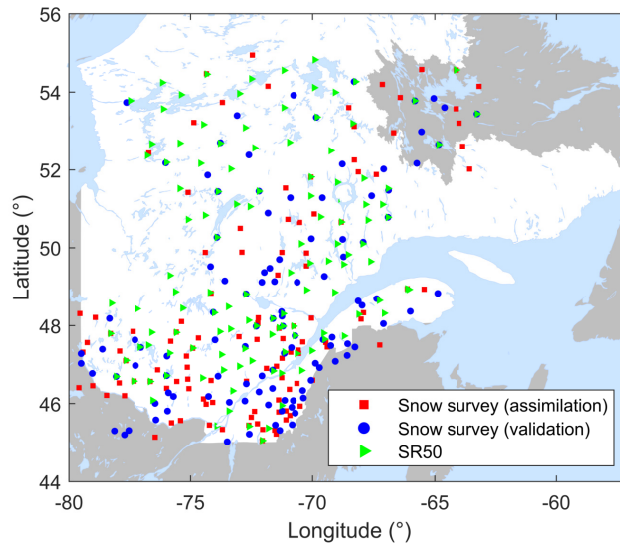 56
54
52
50
48
46
44
Latitude (°)
-80
-75
-70
-65
-60
Longitude (°)
Snow survey (assimilation)
Snow survey (validation)
SR50